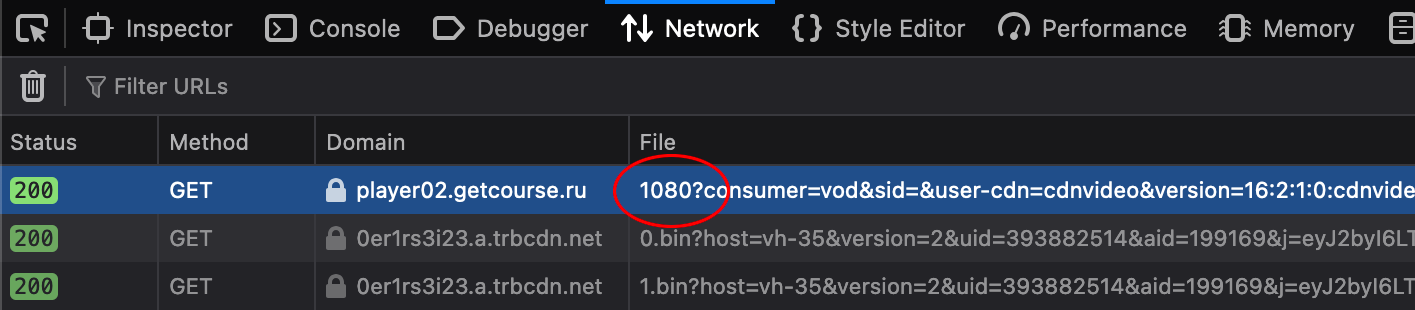 Inspector Console Debugger Network {} Style Editor Performance Memory
Filter URLs
Status Method Domain File
200 GET player02.getcourse.ru 1080?consumer=vod&sid=&user-cdn=cdnvideo&version=16:2:1:0:cdnvide
200 GET 0er1rs3i23.a.trbcdn.net 0.bin?host=vh-35&version=2&uid=393882514&aid=199169&j=eyJ2byI6LT
200 GET 0er1rs3i23.a.trbcdn.net 1.bin?host=vh-35&version=2&uid=393882514&aid=199169&j=eyJ2byI6LT